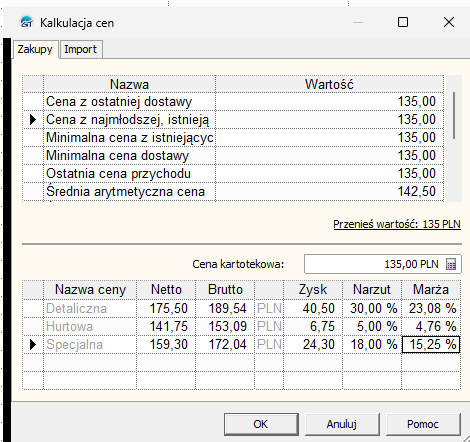 Kalkulacja cen
Zakupy Import
Nazwa Wartość
Cena z ostatniej dostawy 135,00
Cena z najmłodszej, istnieją 135,00
Minimalna cena z istniejącyc 135,00
Minimalna cena dostawy 135,00
Ostatnia cena przychodu 135,00
Średnia arytmetyczna cena 142,50
Przenieś wartość: 135 PLN
Cena kartotekowa: 135,00 PLN
Nazwa ceny Netto Brutto Zysk Narzut Marża
Detaliczna 175,50 189,54 PLN 40,50 30,00 % 23,08 %
Hurtowa 141,75 153,09 PLN 6,75 5,00 % 4,76 %
Specjalna 159,30 172,04 PLN 24,30 18,00 % 15,25 %
OK Anuluj Pomoc